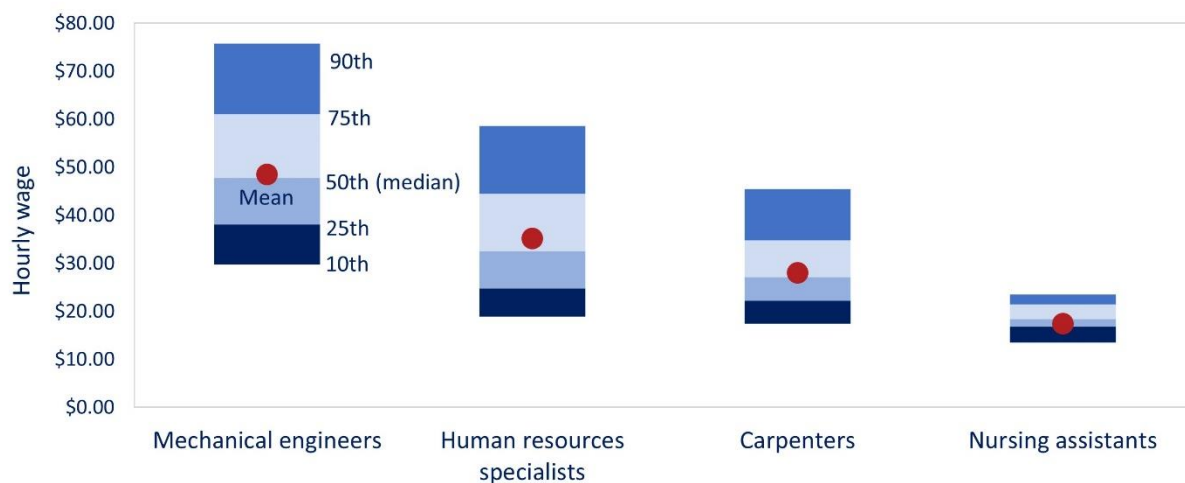 $80.00
$70.00
$60.00
$50.00
$40.00
$30.00
$20.00
$10.00
$0.00
Hourly wage
90th
75th
50th (median)
Mean
25th
10th
Mechanical engineers
Human resources
specialists
Carpenters
Nursing assistants